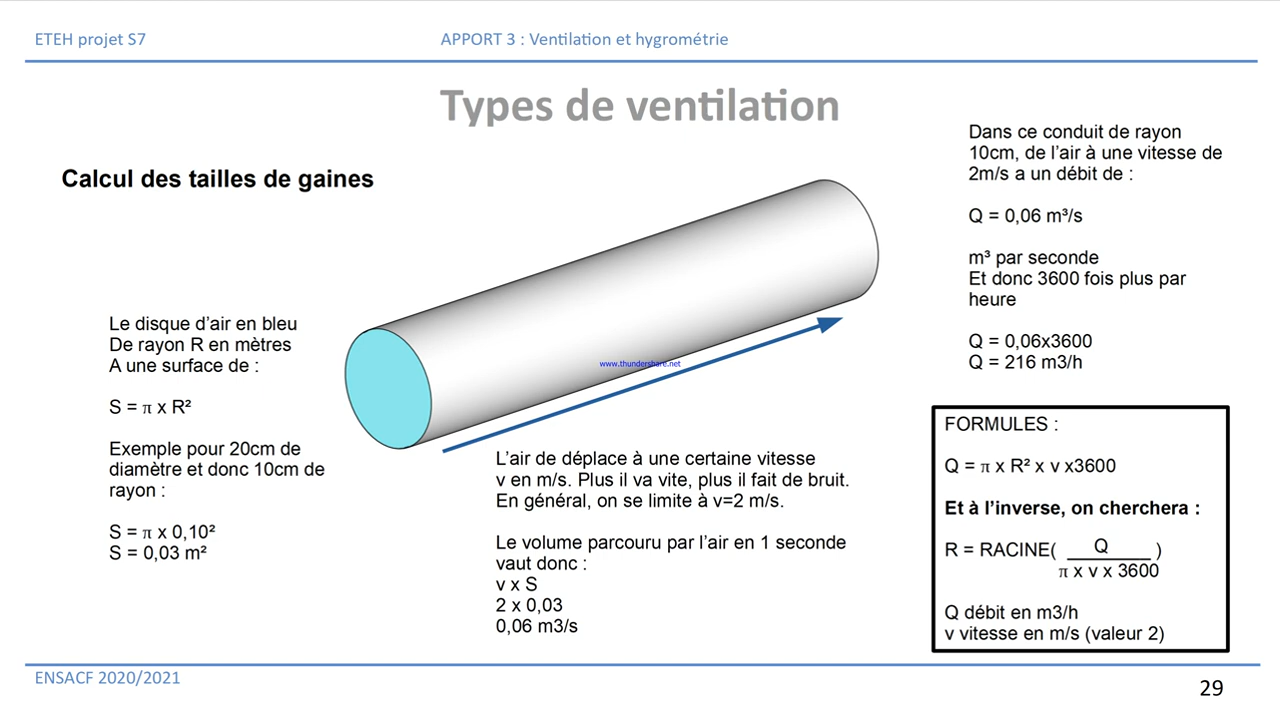 ETEH projet S7
APPORT 3 : Ventilation et hygrométrie
Types de ventilation
Calcul des tailles de gaines
Le disque d’air en bleu
De rayon R en mètres
A une surface de :
S = π x R²
Exemple pour 20cm de
diamètre et donc 10cm de
rayon :
S = π x 0,10²
S = 0,03 m²
www.thundershare.net
L’air de déplace à une certaine vitesse
v en m/s. Plus il va vite, plus il fait de bruit.
En général, on se limite à v=2 m/s.
Le volume parcouru par l’air en 1 seconde
vaut donc :
v x S
2 x 0,03
0,06 m3/s
Dans ce conduit de rayon
10cm, de l’air à une vitesse de
2m/s a un débit de :
Q = 0,06 m³/s
m³ par seconde
Et donc 3600 fois plus par
heure
Q = 0,06x3600
Q = 216 m3/h
FORMULES :
Q = π x R² x v x3600
Et à l’inverse, on cherchera :
R = RACINE( Q )
π x v x 3600
Q débit en m3/h
v vitesse en m/s (valeur 2)
ENSACF 2020/2021
29